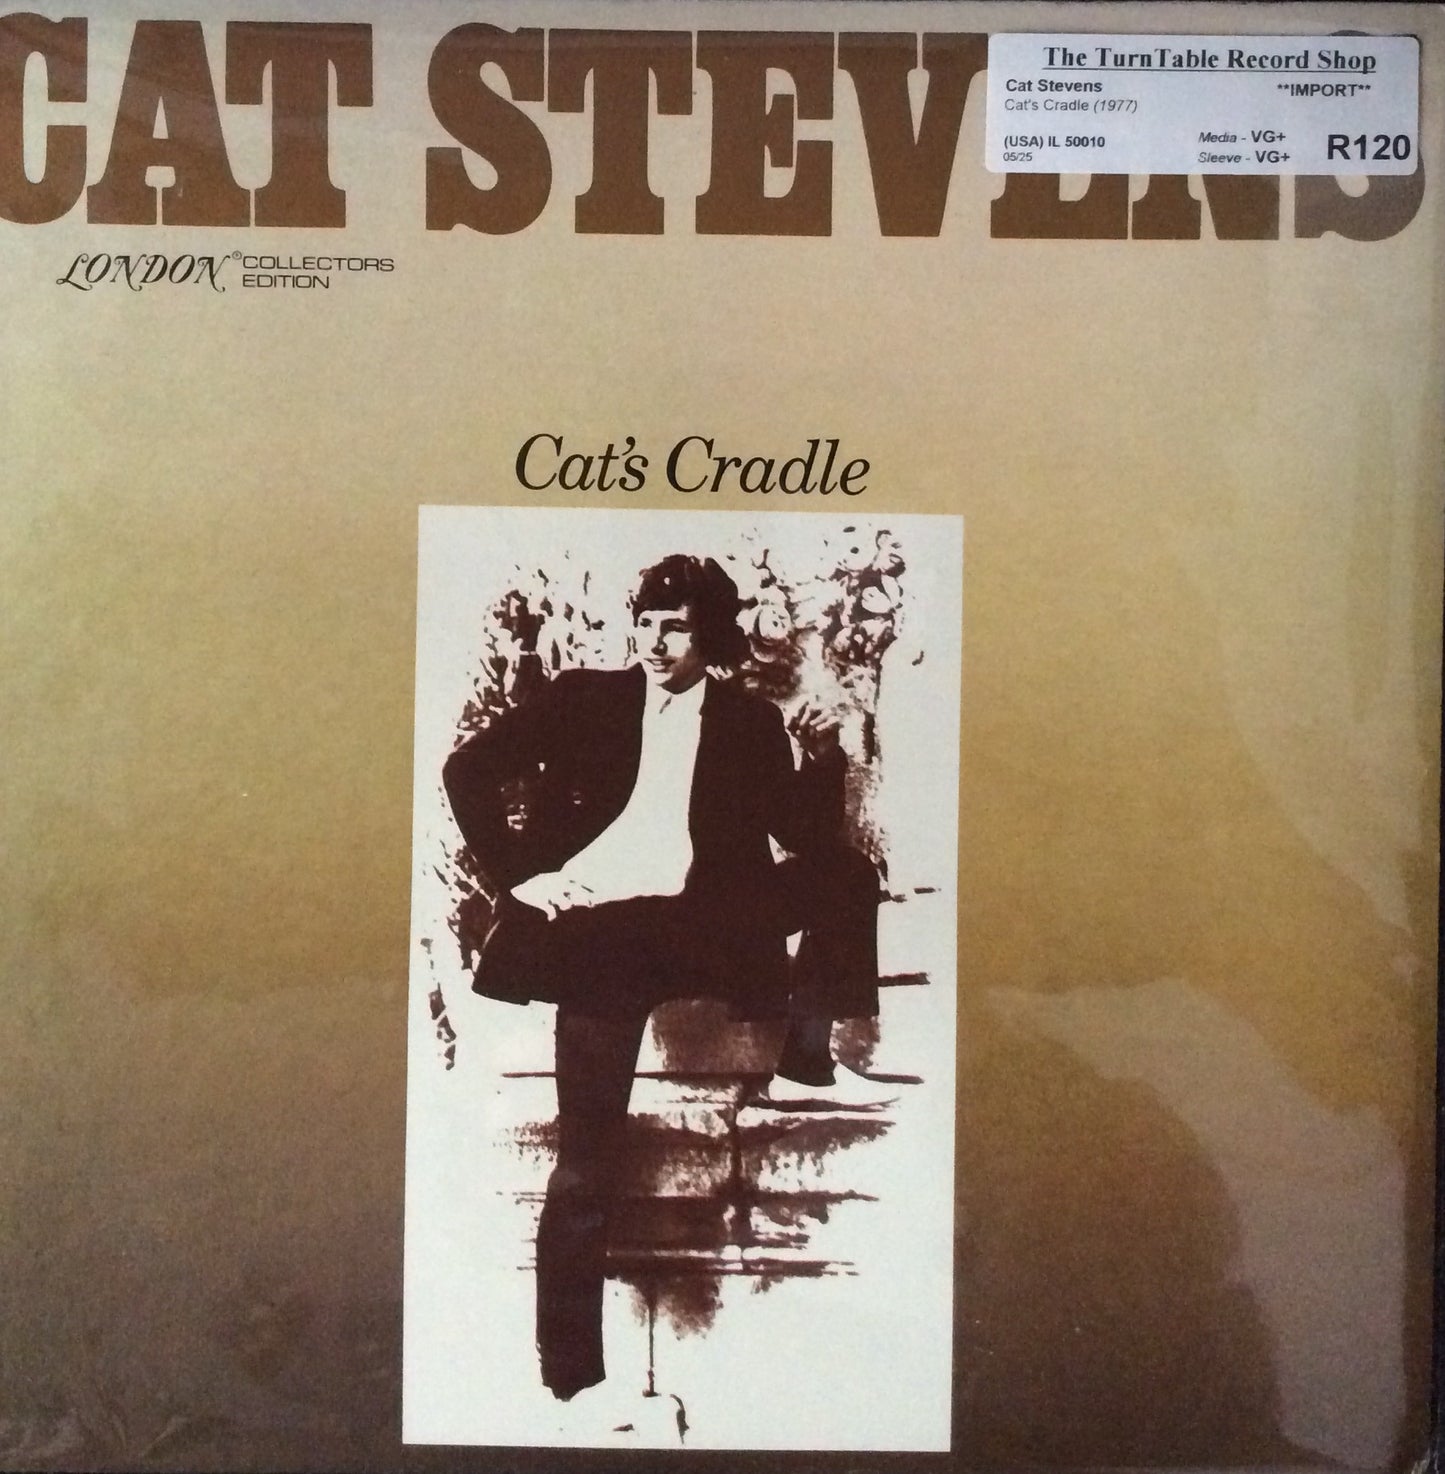 CAT STEVENS
The TurnTable Record Shop
Cat Stevens **IMPORT**
Cat's Cradle (1977)
(USA) IL 50010 Media - VG+ R120
05/25 Sleeve - VG+
LONDON® COLLECTORS
EDITION
Cat's Cradle